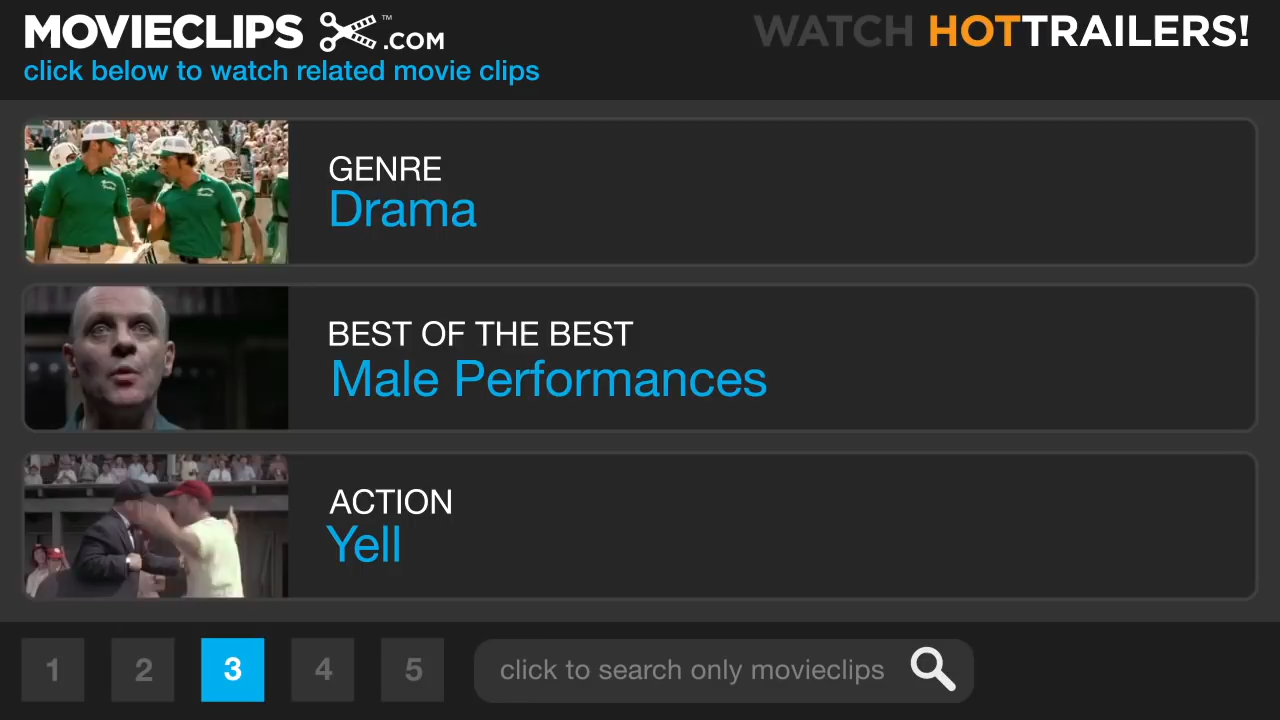 MOVIECLIPS ™ .COM
WATCH HOTTRAILERS!
click below to watch related movie clips
GENRE
Drama
BEST OF THE BEST
Male Performances
ACTION
Yell
1 2 3 4 5
click to search only movieclips